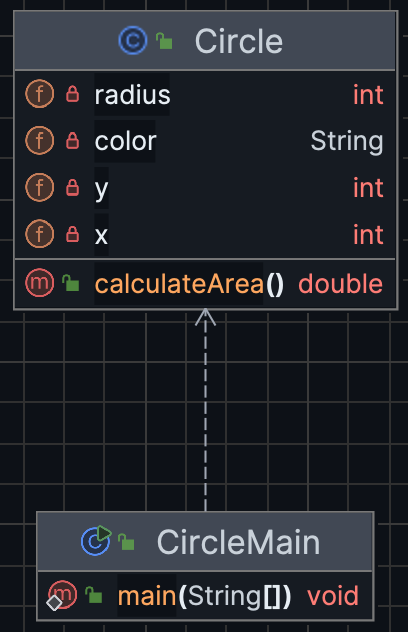 Circle
radius int
color String
y int
x int
calculateArea() double
CircleMain
main(String[]) void